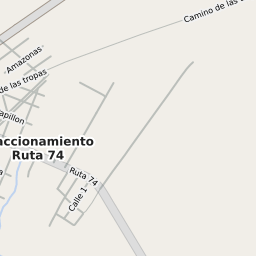 Camino de las
Amazonas
de las tropas
apillon
accionamiento
Ruta 74
Ruta 74
Calle 1
a